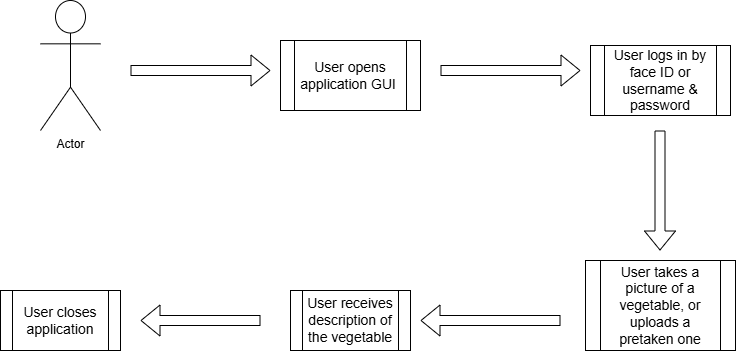 Actor
User opens
application GUI
User logs in by
face ID or
username &
password
User takes a
picture of a
vegetable, or
uploads a
pretaken one
User receives
description of
the vegetable
User closes
application